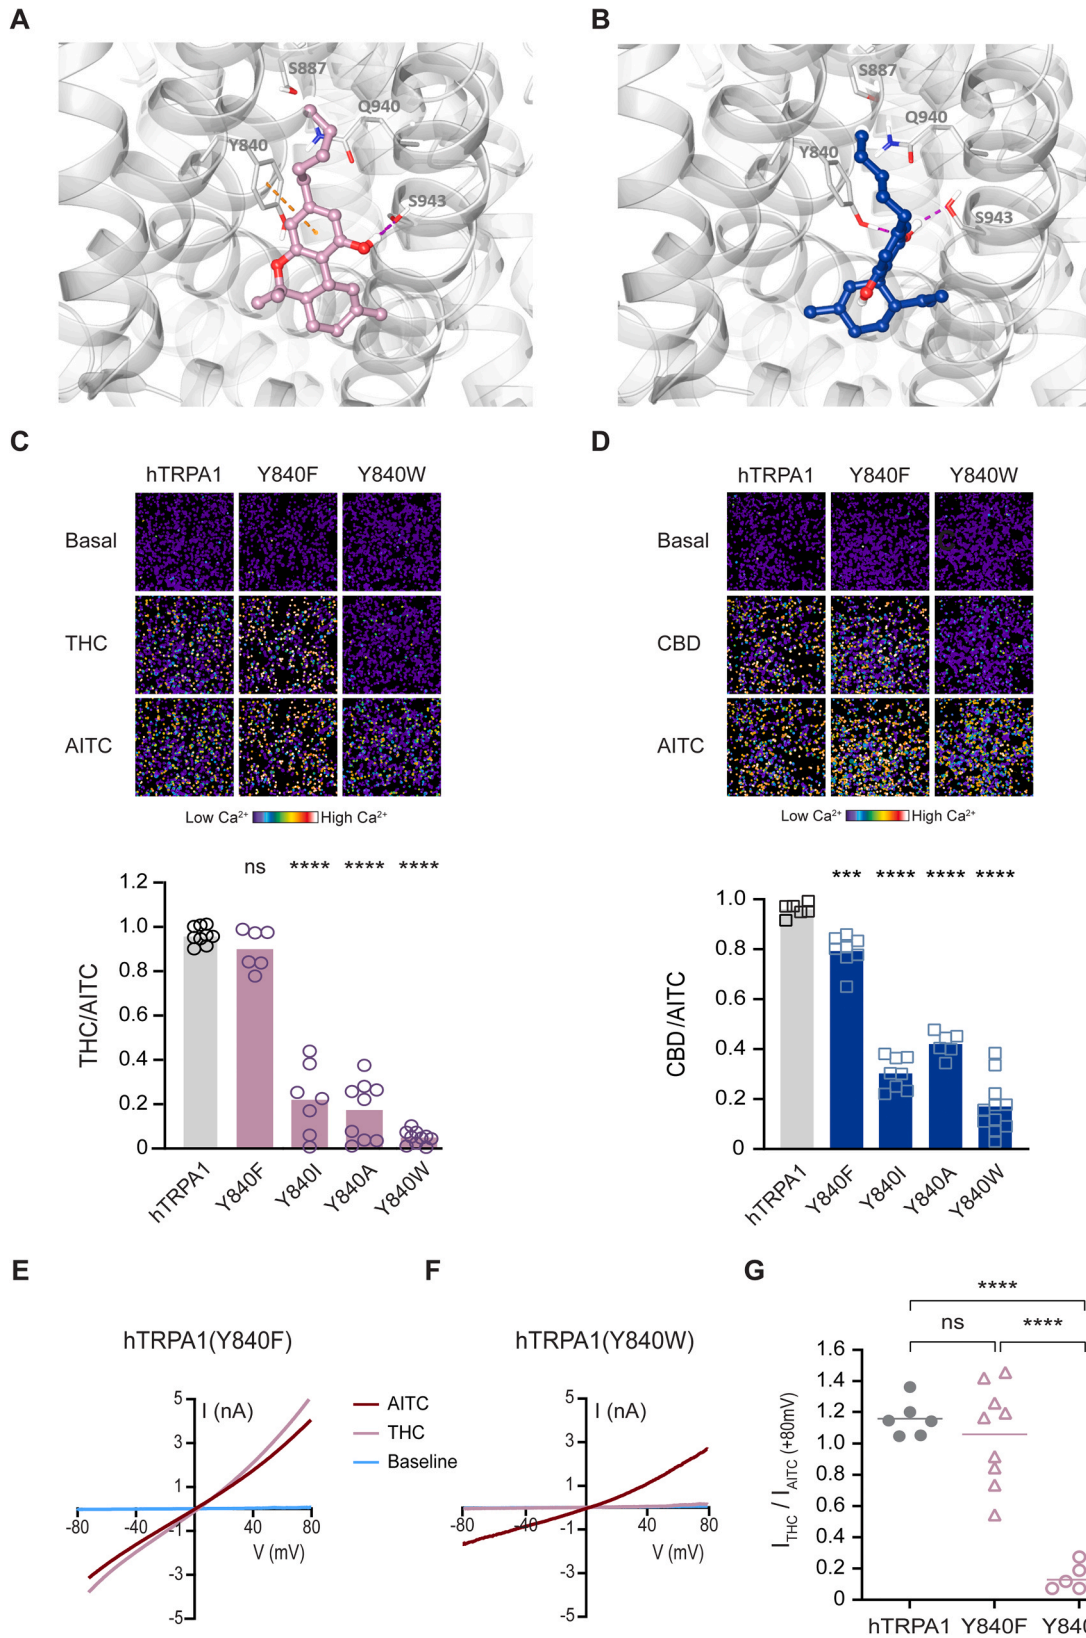 A
S887
Q940
Y840
S943
B
S887
Q940
Y840
S943
C
hTRPA1 Y840F Y840W
Basal
THC
AITC
Low Ca²⁺ High Ca²⁺
D
hTRPA1 Y840F Y840W
Basal
CBD
AITC
Low Ca²⁺ High Ca²⁺
ns **** **** ****
1.2
1.0
0.8
0.6
0.4
0.2
0
THC/AITC
hTRPA1 Y840F Y840I Y840A Y840W
*** **** **** ****
1.0
0.8
0.6
0.4
0.2
0
CBD/AITC
hTRPA1 Y840F Y840I Y840A Y840W
E
hTRPA1(Y840F)
I (nA)
5
3
1
-1
-3
-5
-80 -40 40 80
V (mV)
AITC
THC
Baseline
F
hTRPA1(Y840W)
I (nA)
5
3
1
-1
-3
-5
-80 -40 40 80
V (mV)
G
****
ns ****
1.6
1.4
1.2
1.0
0.8
0.6
0.4
0.2
0
I THC / I AITC (+80mV)
hTRPA1 Y840F Y840